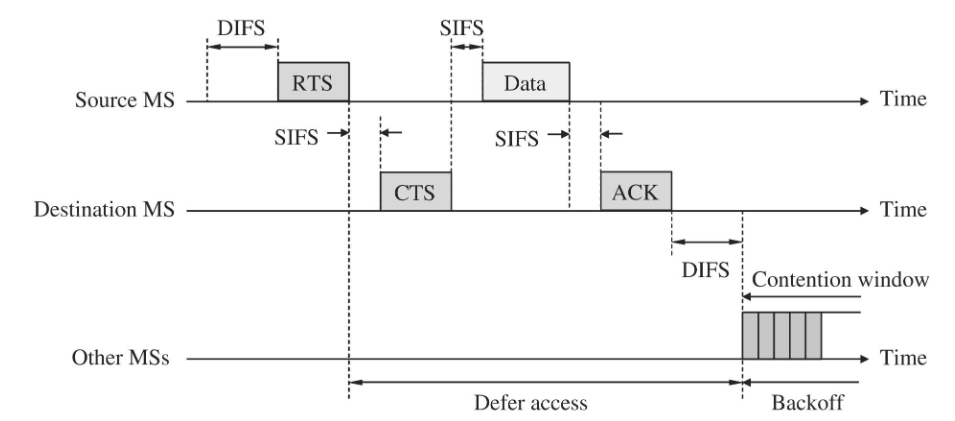 DIFS
SIFS
RTS
Data
Source MS
Time
SIFS
SIFS
CTS
ACK
Destination MS
Time
DIFS
Contention window
Other MSs
Time
Defer access
Backoff